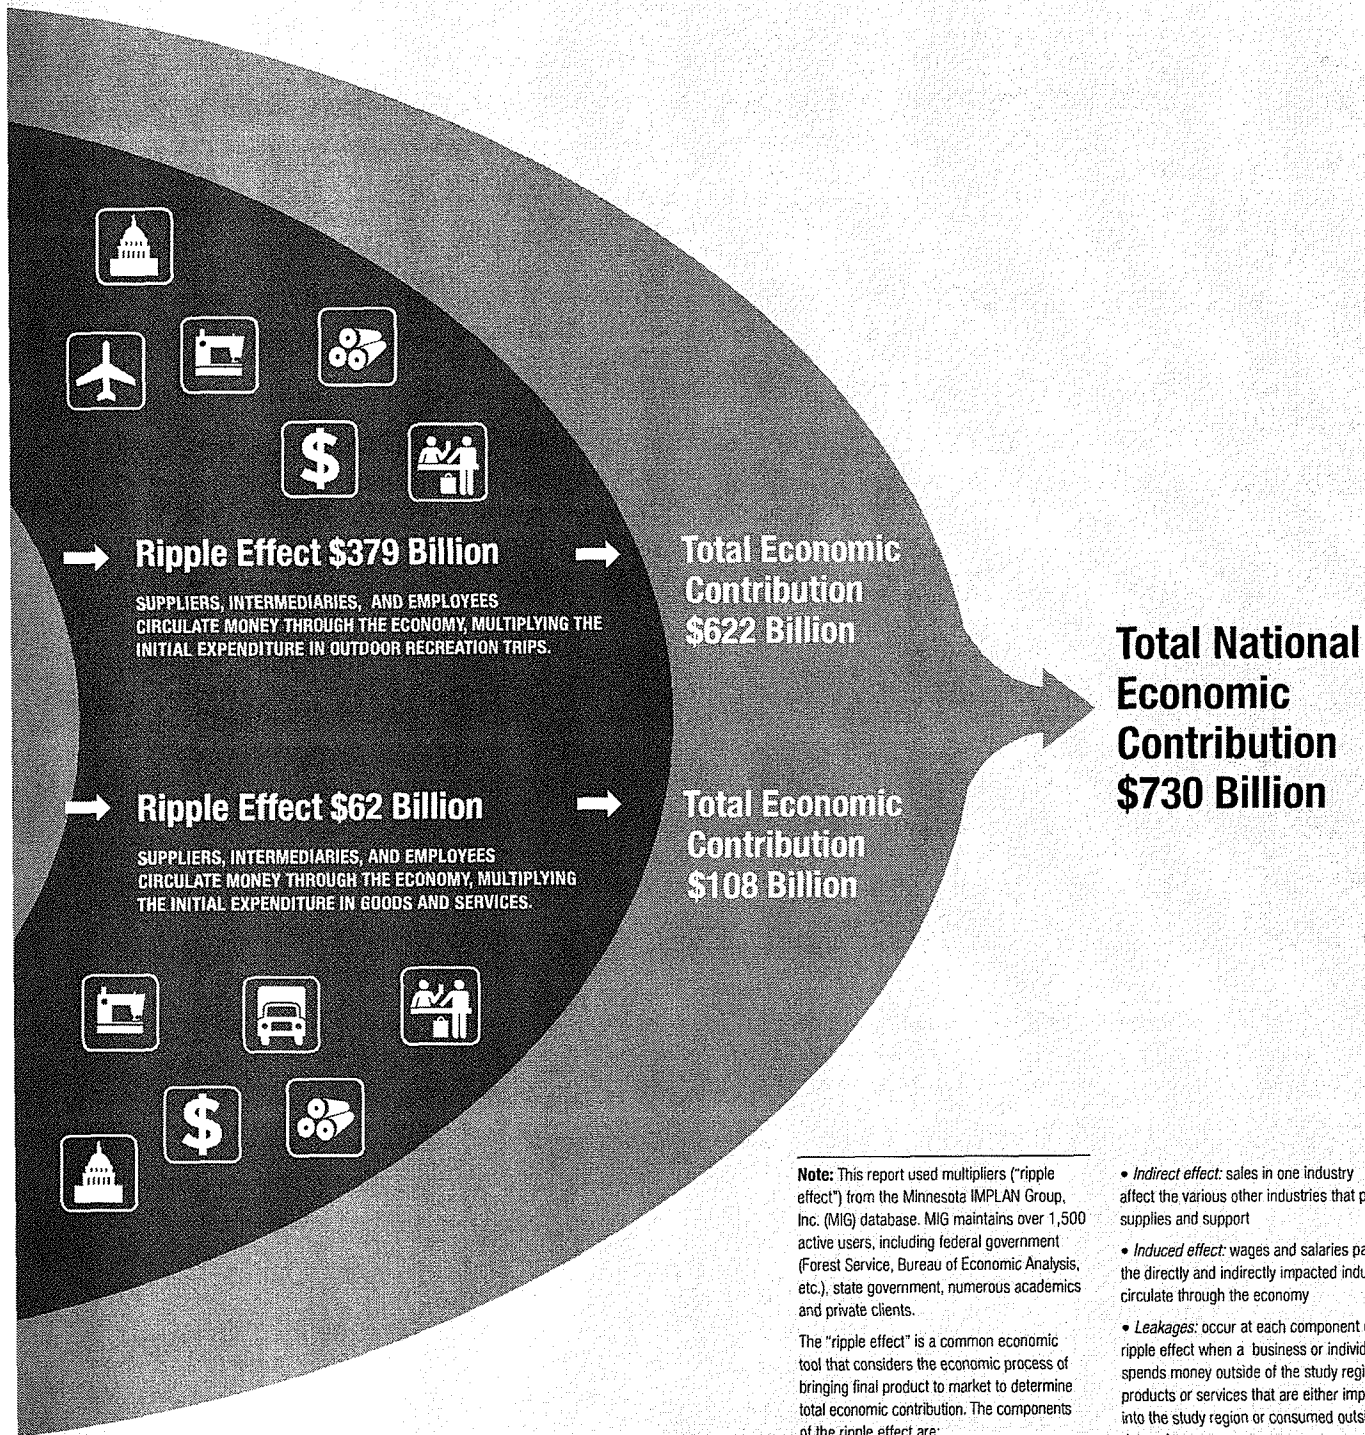 Ripple Effect $379 Billion
SUPPLIERS, INTERMEDIARIES, AND EMPLOYEES
CIRCULATE MONEY THROUGH THE ECONOMY, MULTIPLYING THE
INITIAL EXPENDITURE IN OUTDOOR RECREATION TRIPS.
Total Economic
Contribution
$622 Billion
Ripple Effect $62 Billion
SUPPLIERS, INTERMEDIARIES, AND EMPLOYEES
CIRCULATE MONEY THROUGH THE ECONOMY, MULTIPLYING
THE INITIAL EXPENDITURE IN GOODS AND SERVICES.
Total Economic
Contribution
$108 Billion
Total National
Economic
Contribution
$730 Billion
$
$
Note: This report used multipliers ("ripple
effect") from the Minnesota IMPLAN Group,
Inc. (MIG) database. MIG maintains over 1,500
active users, including federal government
(Forest Service, Bureau of Economic Analysis,
etc.), state government, numerous academics
and private clients.
The "ripple effect" is a common economic
tool that considers the economic process of
bringing final product to market to determine
total economic contribution. The components
of the ripple effect are:
• Indirect effect: sales in one industry
affect the various other industries that
supplies and support
• Induced effect: wages and salaries
the directly and indirectly impacted
circulate through the economy
• Leakages: occur at each component
ripple effect when a business or
spends money outside of the study
products or services that are either
into the study region or consumed